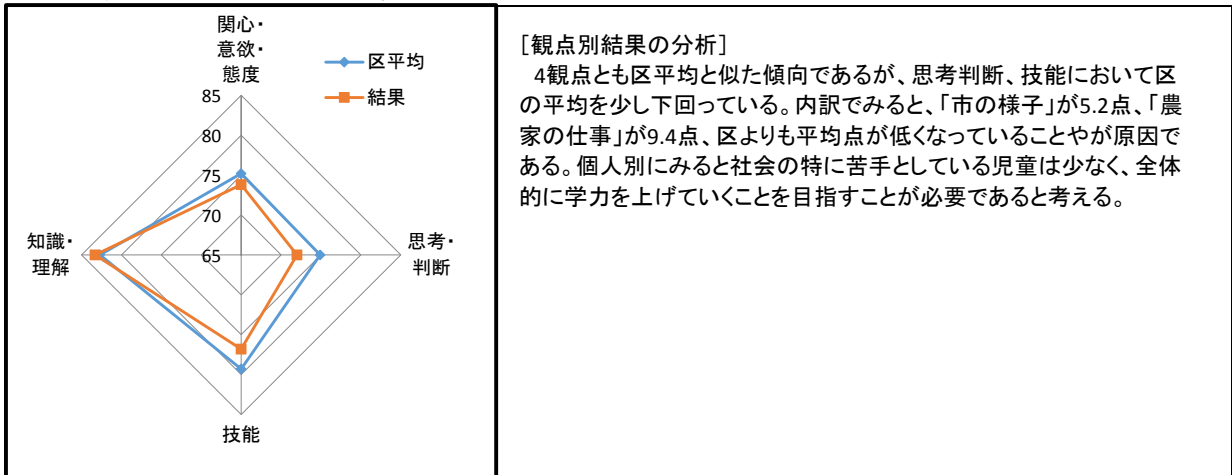 関心・
意欲・
態度
区平均
結果
85
80
75
70
65
知識・
理解
思考・
判断
技能
[観点別結果の分析]
4観点とも区平均と似た傾向であるが、思考判断、技能において区
の平均を少し下回っている。内訳でみると、「市の様子」が5.2点、「農
家の仕事」が9.4点、区よりも平均点が低くなっていることやが原因で
ある。個人別にみると社会の特に苦手としている児童は少なく、全体
的に学力を上げていくことを目指すことが必要であると考える。